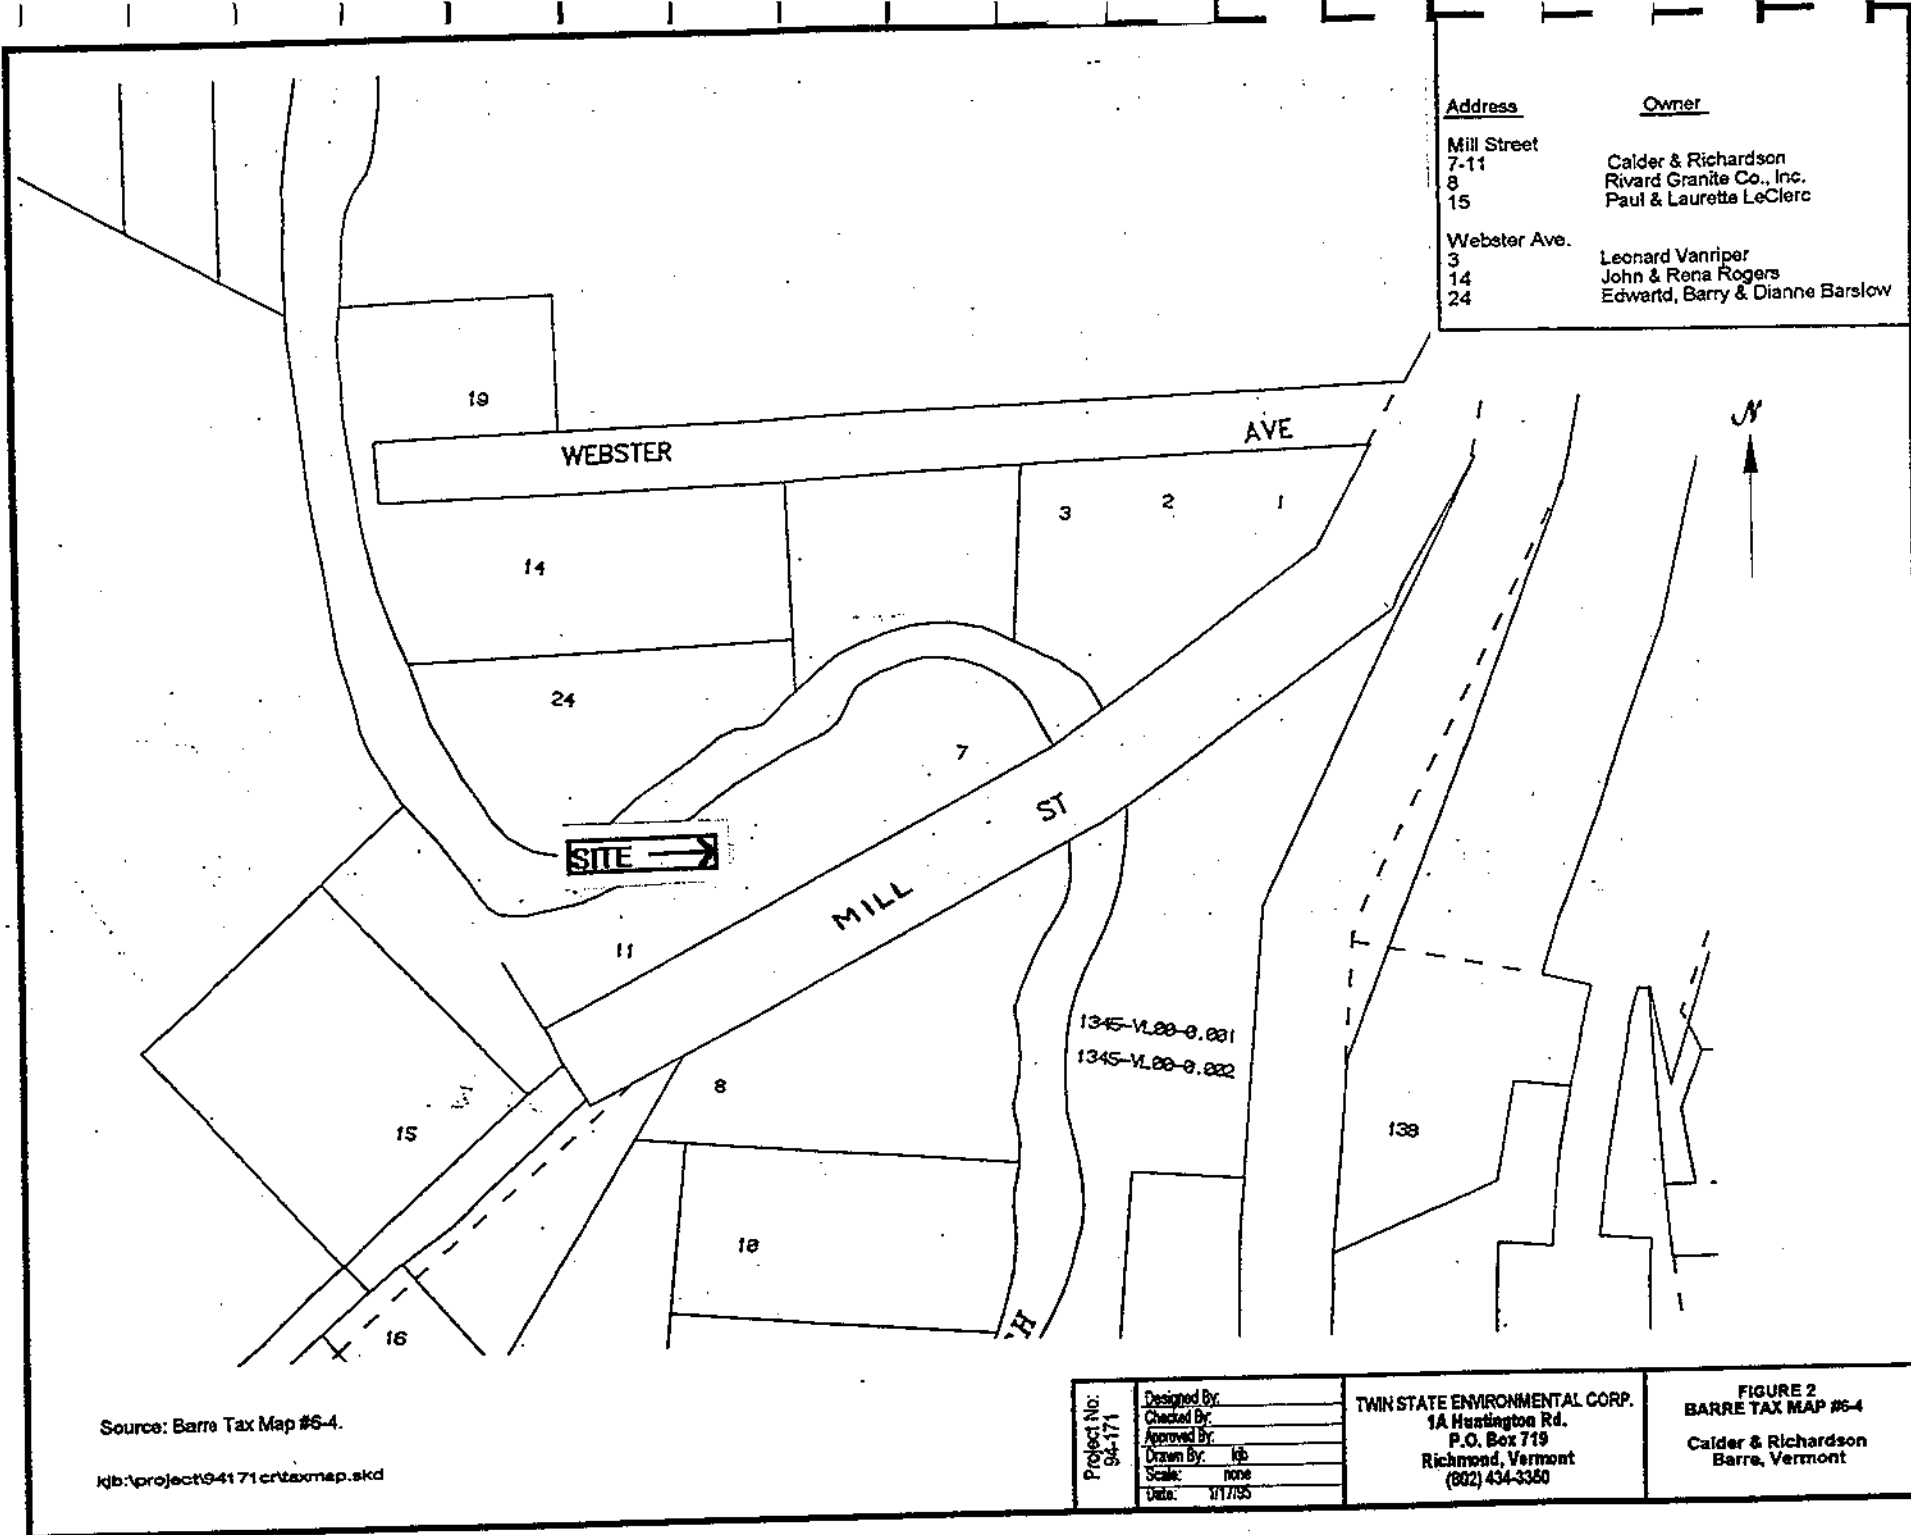 Address Owner
Mill Street
7-11 Calder & Richardson
8 Rivard Granite Co., Inc.
15 Paul & Laurette LeClerc
Webster Ave.
3 Leonard Vanriper
14 John & Rena Rogers
24 Edwartd, Barry & Dianne Barslow
N
19
WEBSTER AVE
3 2 1
14
24
7
ST
SITE
MILL
11
1345-VL00-0.001
1345-VL00-0.002
8
15
138
18
16
H
Source: Barre Tax Map #6-4.
kjb:\project\94171cr\taxmap.skd
Project No:
94-171
Designed By:
Checked By:
Approved By:
Drawn By: kjb
Scale: none
Date: 1/17/95
TWIN STATE ENVIRONMENTAL CORP.
1A Huntington Rd.
P.O. Box 719
Richmond, Vermont
(802) 434-3350
FIGURE 2
BARRE TAX MAP #6-4
Calder & Richardson
Barre, Vermont